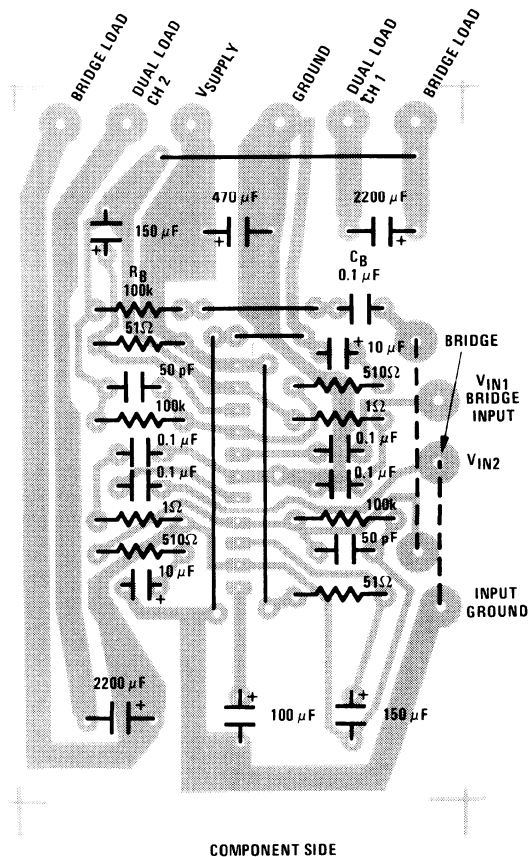 BRIDGE LOAD
DUAL LOAD
CH 2
VSUPPLY
GROUND
DUAL LOAD
CH 1
BRIDGE LOAD
470 μF
2200 μF
150 μF
+
+
+
RB
100k
CB
0.1 μF
51Ω
+
10 μF
BRIDGE
50 pF
510Ω
VIN1
BRIDGE
INPUT
100k
1Ω
0.1 μF
0.1 μF
VIN2
0.1 μF
0.1 μF
1Ω
100k
510Ω
50 pF
10 μF
+
51Ω
INPUT
GROUND
2200 μF
+
+
100 μF
+
150 μF
COMPONENT SIDE